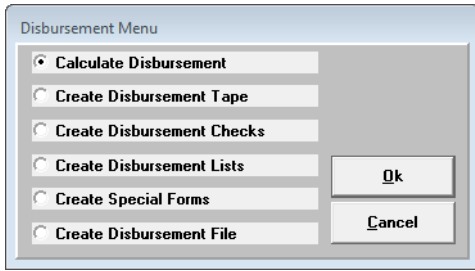 Disbursement Menu
Calculate Disbursement
Create Disbursement Tape
Create Disbursement Checks
Create Disbursement Lists
Create Special Forms
Create Disbursement File
Ok
Cancel